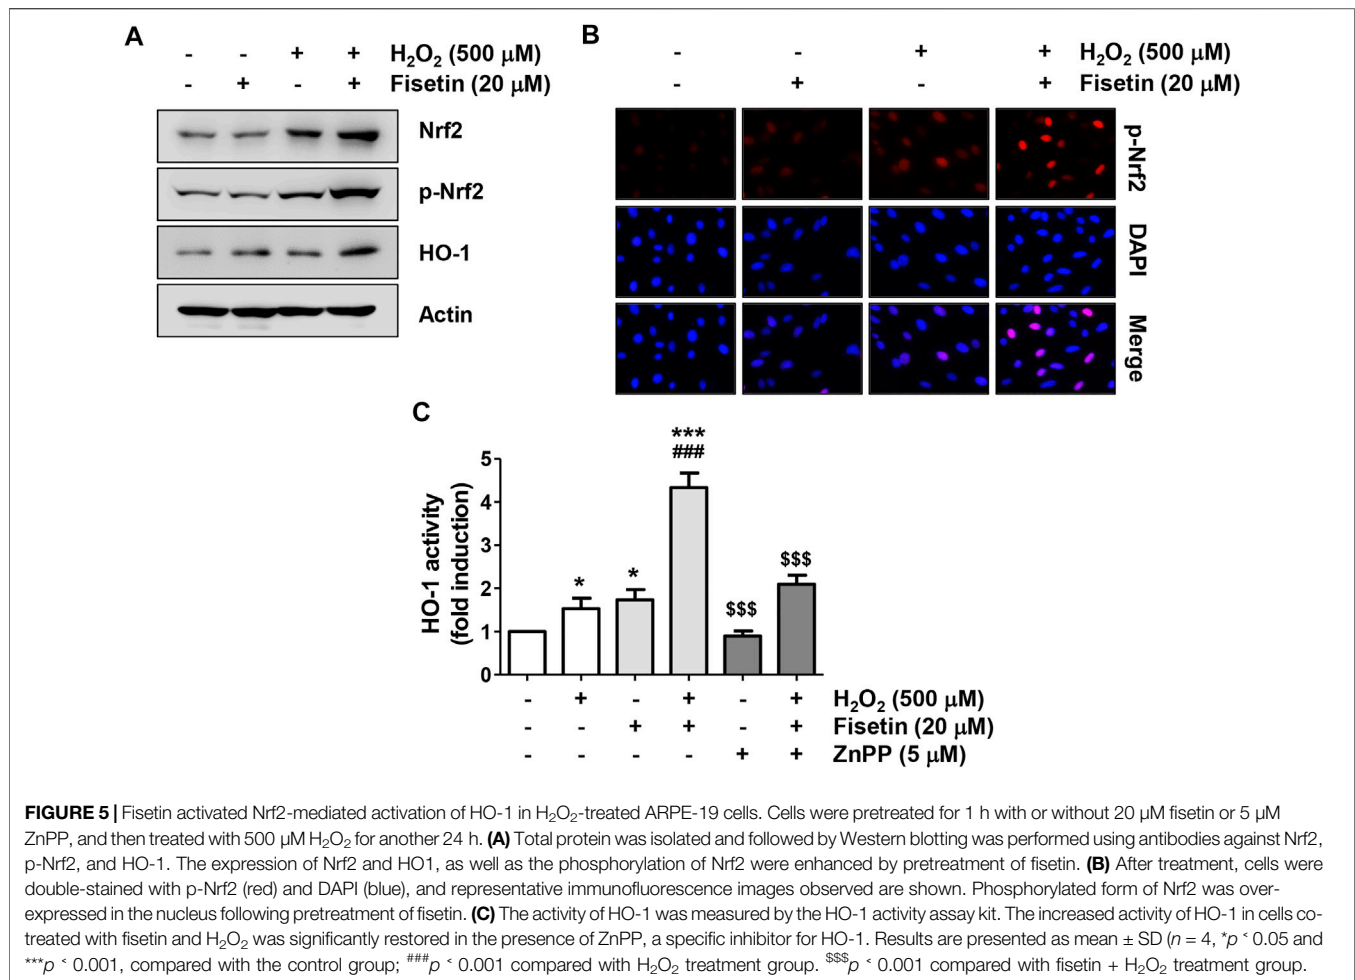 A
- - + + H₂O₂ (500 μM)
- + - + Fisetin (20 μM)
Nrf2
p-Nrf2
HO-1
Actin
B
- - + + H₂O₂ (500 μM)
- + - + Fisetin (20 μM)
p-Nrf2
DAPI
Merge
C
HO-1 activity
(fold induction)
5
4
3
2
1
0
* * *** ### $$$ $$$
- + - + - + H₂O₂ (500 μM)
- - + + - + Fisetin (20 μM)
- - - - + + ZnPP (5 μM)
FIGURE 5 | Fisetin activated Nrf2-mediated activation of HO-1 in H₂O₂-treated ARPE-19 cells. Cells were pretreated for 1 h with or without 20 μM fisetin or 5 μM
ZnPP, and then treated with 500 μM H₂O₂ for another 24 h. (A) Total protein was isolated and followed by Western blotting was performed using antibodies against Nrf2,
p-Nrf2, and HO-1. The expression of Nrf2 and HO1, as well as the phosphorylation of Nrf2 were enhanced by pretreatment of fisetin. (B) After treatment, cells were
double-stained with p-Nrf2 (red) and DAPI (blue), and representative immunofluorescence images observed are shown. Phosphorylated form of Nrf2 was over-
expressed in the nucleus following pretreatment of fisetin. (C) The activity of HO-1 was measured by the HO-1 activity assay kit. The increased activity of HO-1 in cells co-
treated with fisetin and H₂O₂ was significantly restored in the presence of ZnPP, a specific inhibitor for HO-1. Results are presented as mean ± SD (n = 4, *p < 0.05 and
***p < 0.001, compared with the control group; ###p < 0.001 compared with H₂O₂ treatment group. $$$p < 0.001 compared with fisetin + H₂O₂ treatment group.